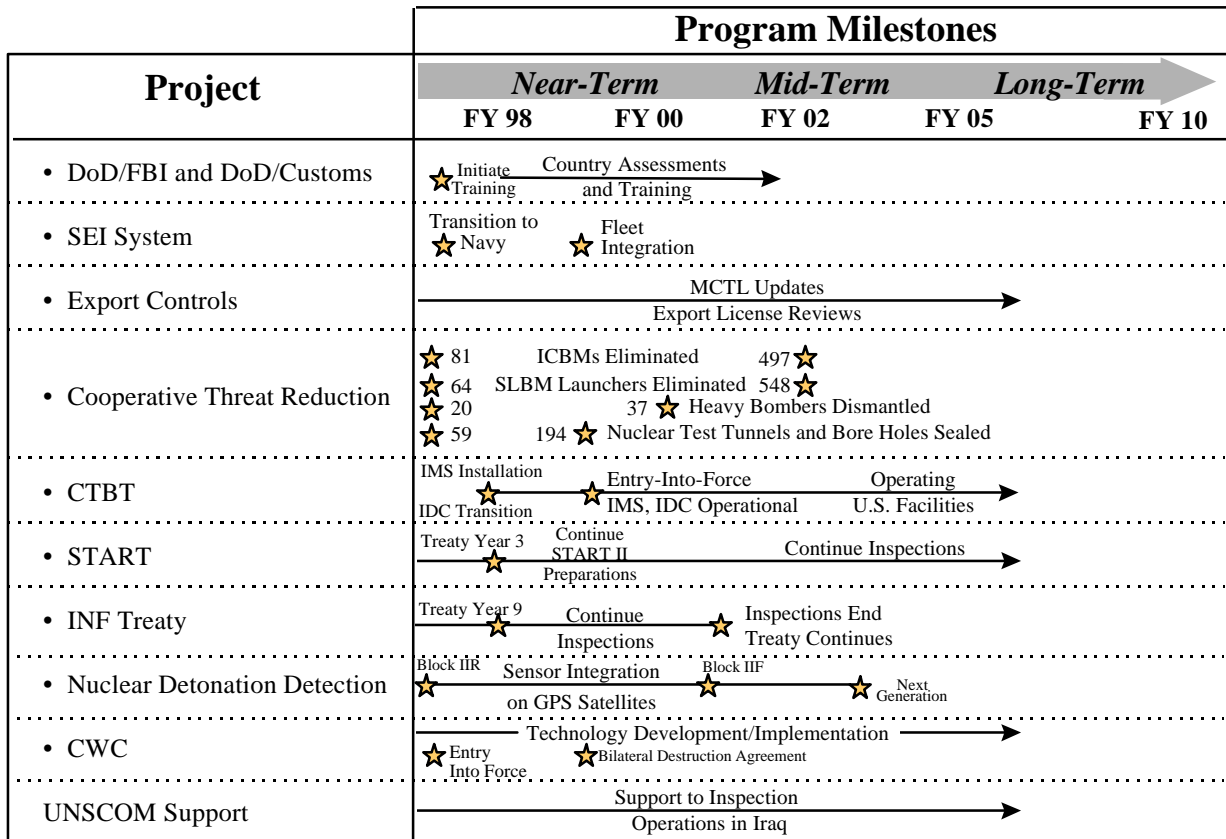 Program Milestones
Project
Near-Term Mid-Term Long-Term
FY 98 FY 00 FY 02 FY 05 FY 10
• DoD/FBI and DoD/Customs
Initiate
Training
Country Assessments
and Training
• SEI System
Transition to
Navy
Fleet
Integration
• Export Controls
MCTL Updates
Export License Reviews
• Cooperative Threat Reduction
81 ICBMs Eliminated 497
64 SLBM Launchers Eliminated 548
20 37 Heavy Bombers Dismantled
59 194 Nuclear Test Tunnels and Bore Holes Sealed
• CTBT
IMS Installation
IDC Transition
Entry-Into-Force
IMS, IDC Operational
Operating
U.S. Facilities
• START
Treaty Year 3
Continue
START II
Preparations
Continue Inspections
• INF Treaty
Treaty Year 9
Continue
Inspections
Inspections End
Treaty Continues
• Nuclear Detonation Detection
Block IIR
Sensor Integration
on GPS Satellites
Block IIF
Next
Generation
• CWC
Technology Development/Implementation
Entry
Into Force
Bilateral Destruction Agreement
UNSCOM Support
Support to Inspection
Operations in Iraq